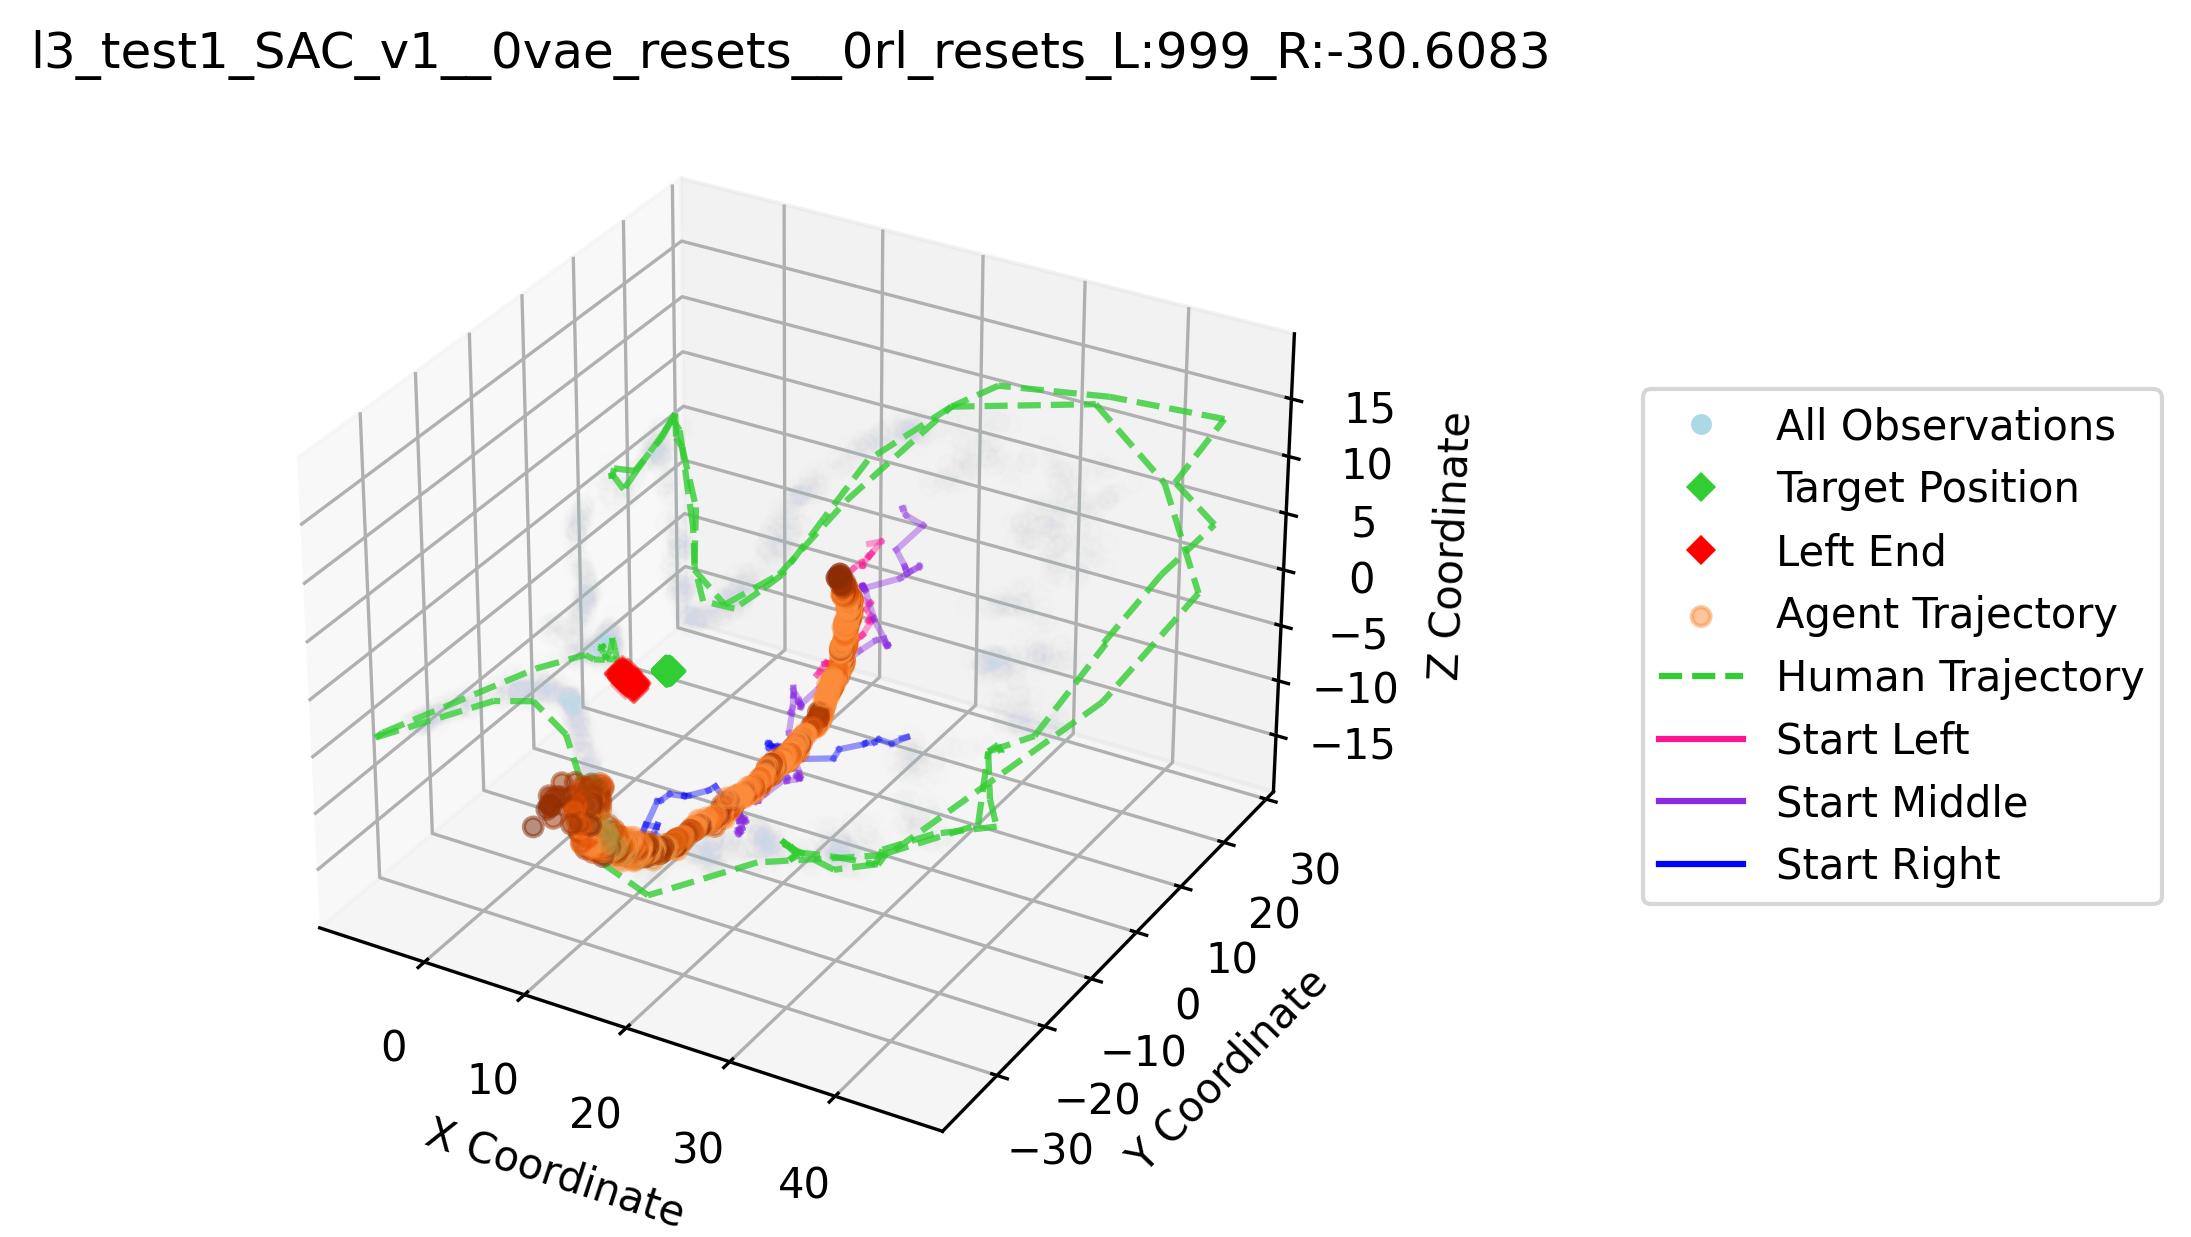 l3_test1_SAC_v1__0vae_resets__0rl_resets_L:999_R:-30.6083
All Observations
Target Position
Left End
Agent Trajectory
Human Trajectory
Start Left
Start Middle
Start Right
15
10
5
0
−5
−10
−15
Z Coordinate
30
20
10
0
−10
−20
−30
Y Coordinate
0
10
20
30
40
X Coordinate